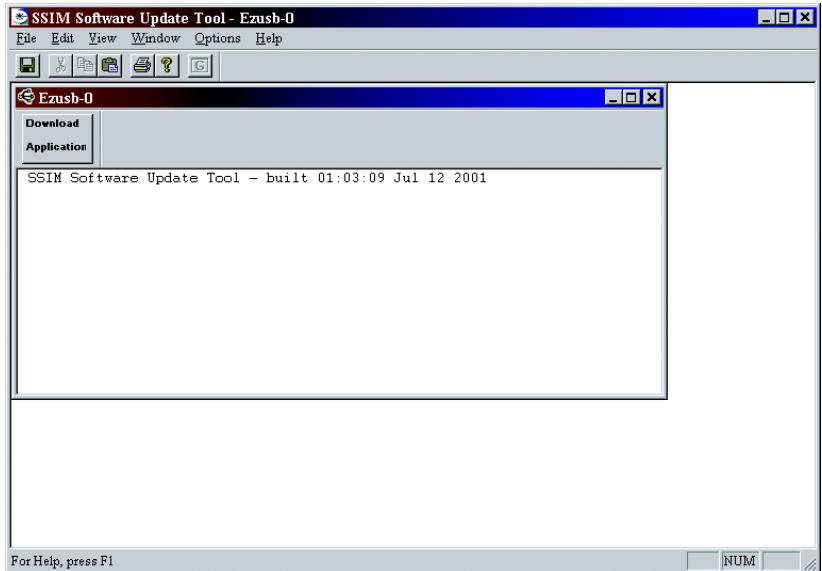 SSIM Software Update Tool - Ezusb-0
File Edit View Window Options Help
G
Ezusb-0
Download
Application
SSIM Software Update Tool - built 01:03:09 Jul 12 2001
For Help, press F1
NUM